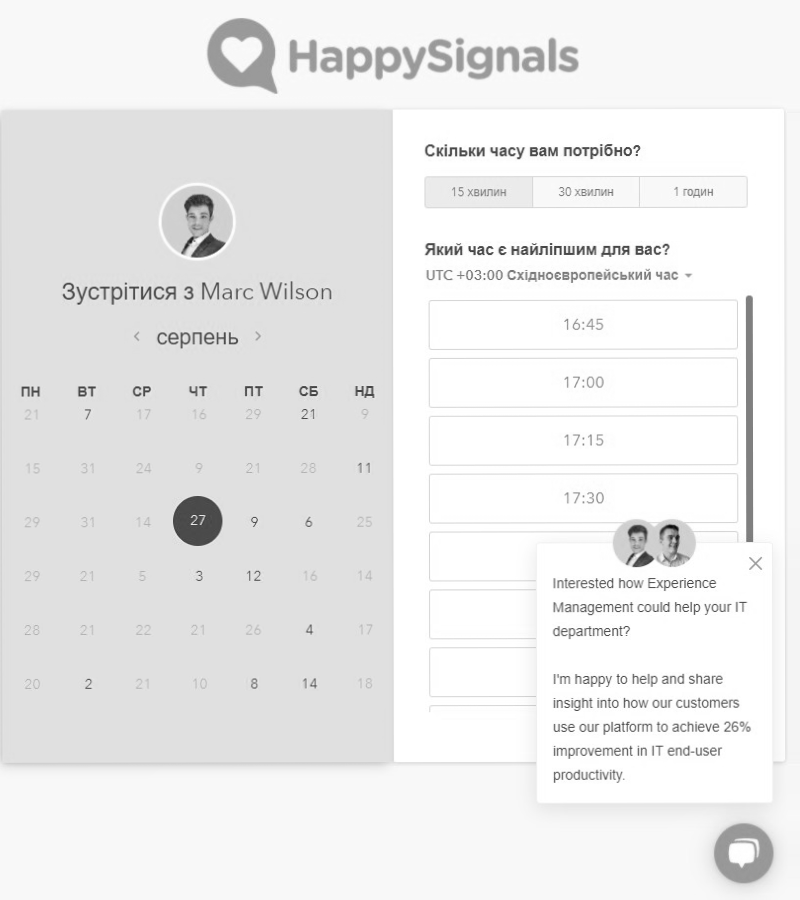 HappySignals
Зустрітися з Marc Wilson
серпень
ПН ВТ СР ЧТ ПТ СБ НД
21 7 17 16 29 21 9
15 31 24 9 21 28 11
29 31 14 27 9 6 25
29 21 5 3 12 16 14
28 21 22 21 26 4 17
20 2 21 10 8 14 18
Скільки часу вам потрібно?
15 хвилин 30 хвилин 1 годин
Який час є найліпшим для вас?
UTC +03:00 Східноєвропейський час
16:45
17:00
17:15
17:30
Interested how Experience
Management could help your IT
department?
I'm happy to help and share
insight into how our customers
use our platform to achieve 26%
improvement in IT end-user
productivity.